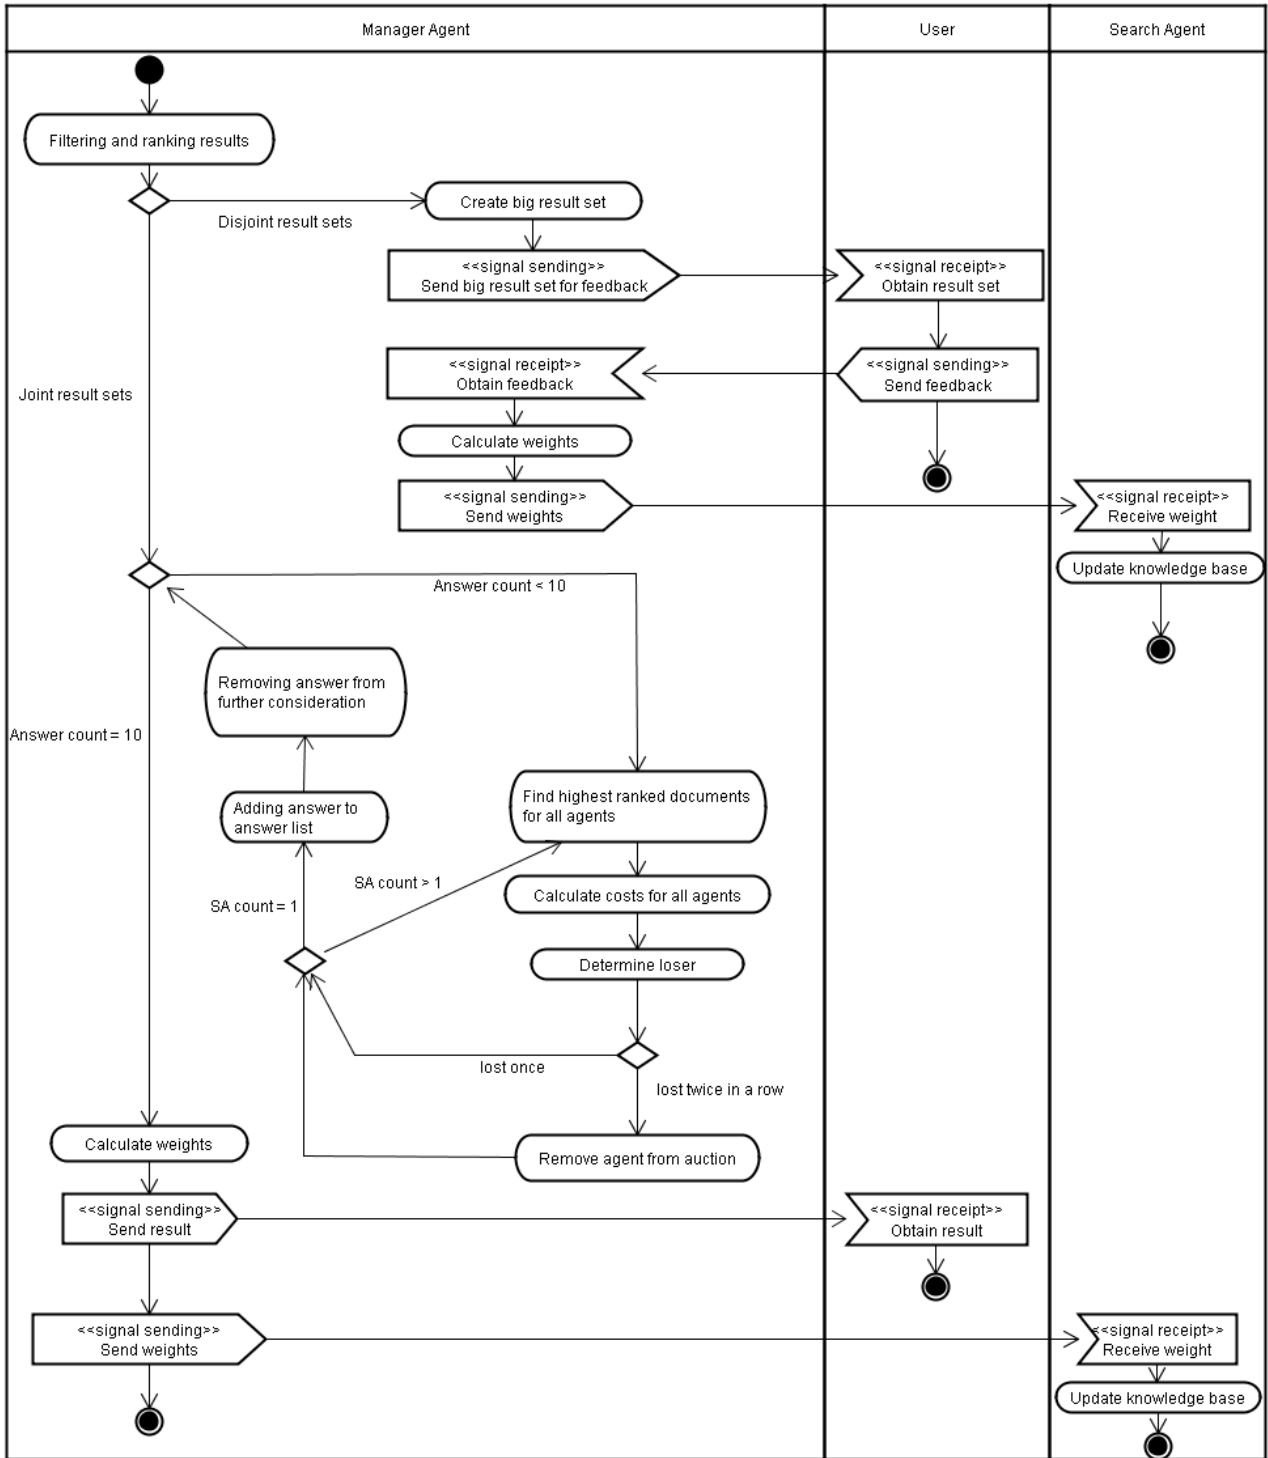 Manager Agent
User
Search Agent
Filtering and ranking results
Create big result set
Disjoint result sets
<<signal sending>>
Send big result set for feedback
<<signal receipt>>
Obtain result set
<<signal receipt>>
Obtain feedback
<<signal sending>>
Send feedback
Joint result sets
Calculate weights
<<signal sending>>
Send weights
<<signal receipt>>
Receive weight
Update knowledge base
Answer count < 10
Removing answer from
further consideration
Answer count = 10
Find highest ranked documents
for all agents
Adding answer to
answer list
SA count > 1
SA count = 1
Calculate costs for all agents
Determine loser
lost once
lost twice in a row
Remove agent from auction
Calculate weights
<<signal sending>>
Send result
<<signal receipt>>
Obtain result
<<signal sending>>
Send weights
<<signal receipt>>
Receive weight
Update knowledge base